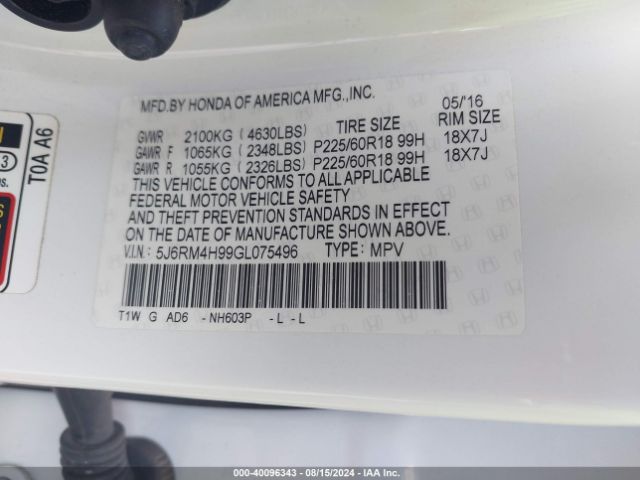 MFD.BY HONDA OF AMERICA MFG.,INC. 05/'16
TIRE SIZE RIM SIZE
GVWR 2100KG (4630LBS)
GAWR F 1065KG (2348LBS) P225/60R18 99H 18X7J
GAWR R 1055KG (2326LBS) P225/60R18 99H 18X7J
THIS VEHICLE CONFORMS TO ALL APPLICABLE
FEDERAL MOTOR VEHICLE SAFETY
AND THEFT PREVENTION STANDARDS IN EFFECT
ON THE DATE OF MANUFACTURE SHOWN ABOVE.
V.I.N.: 5J6RM4H99GL075496 TYPE: MPV
T1W G AD6 -NH603P -L -L
T0A A6
3
000-40096343 - 08/15/2024 - IAA Inc.